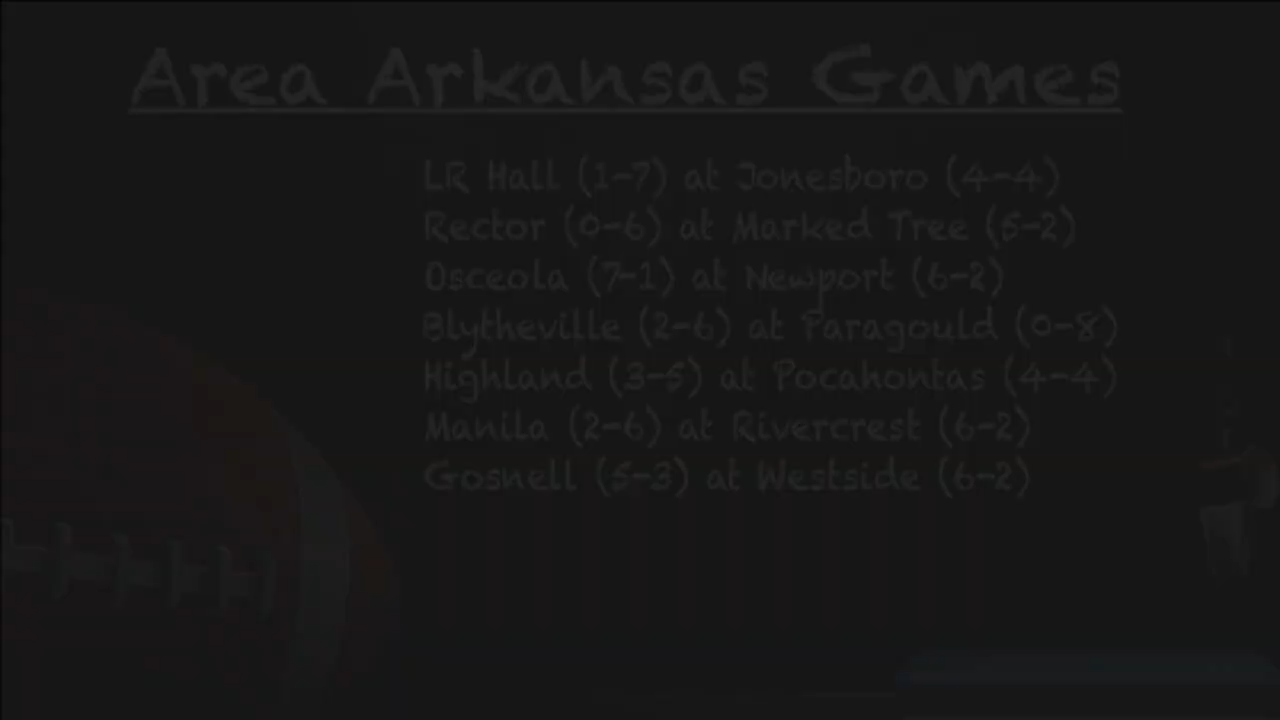 Area Arkansas Games
LR Hall (1-7) at Jonesboro (4-4)
Rector (0-6) at Marked Tree (5-2)
Osceola (7-1) at Newport (6-2)
Blytheville (2-6) at Paragould (0-8)
Highland (3-5) at Pocahontas (4-4)
Manila (2-6) at Rivercrest (6-2)
Gosnell (5-3) at Westside (6-2)